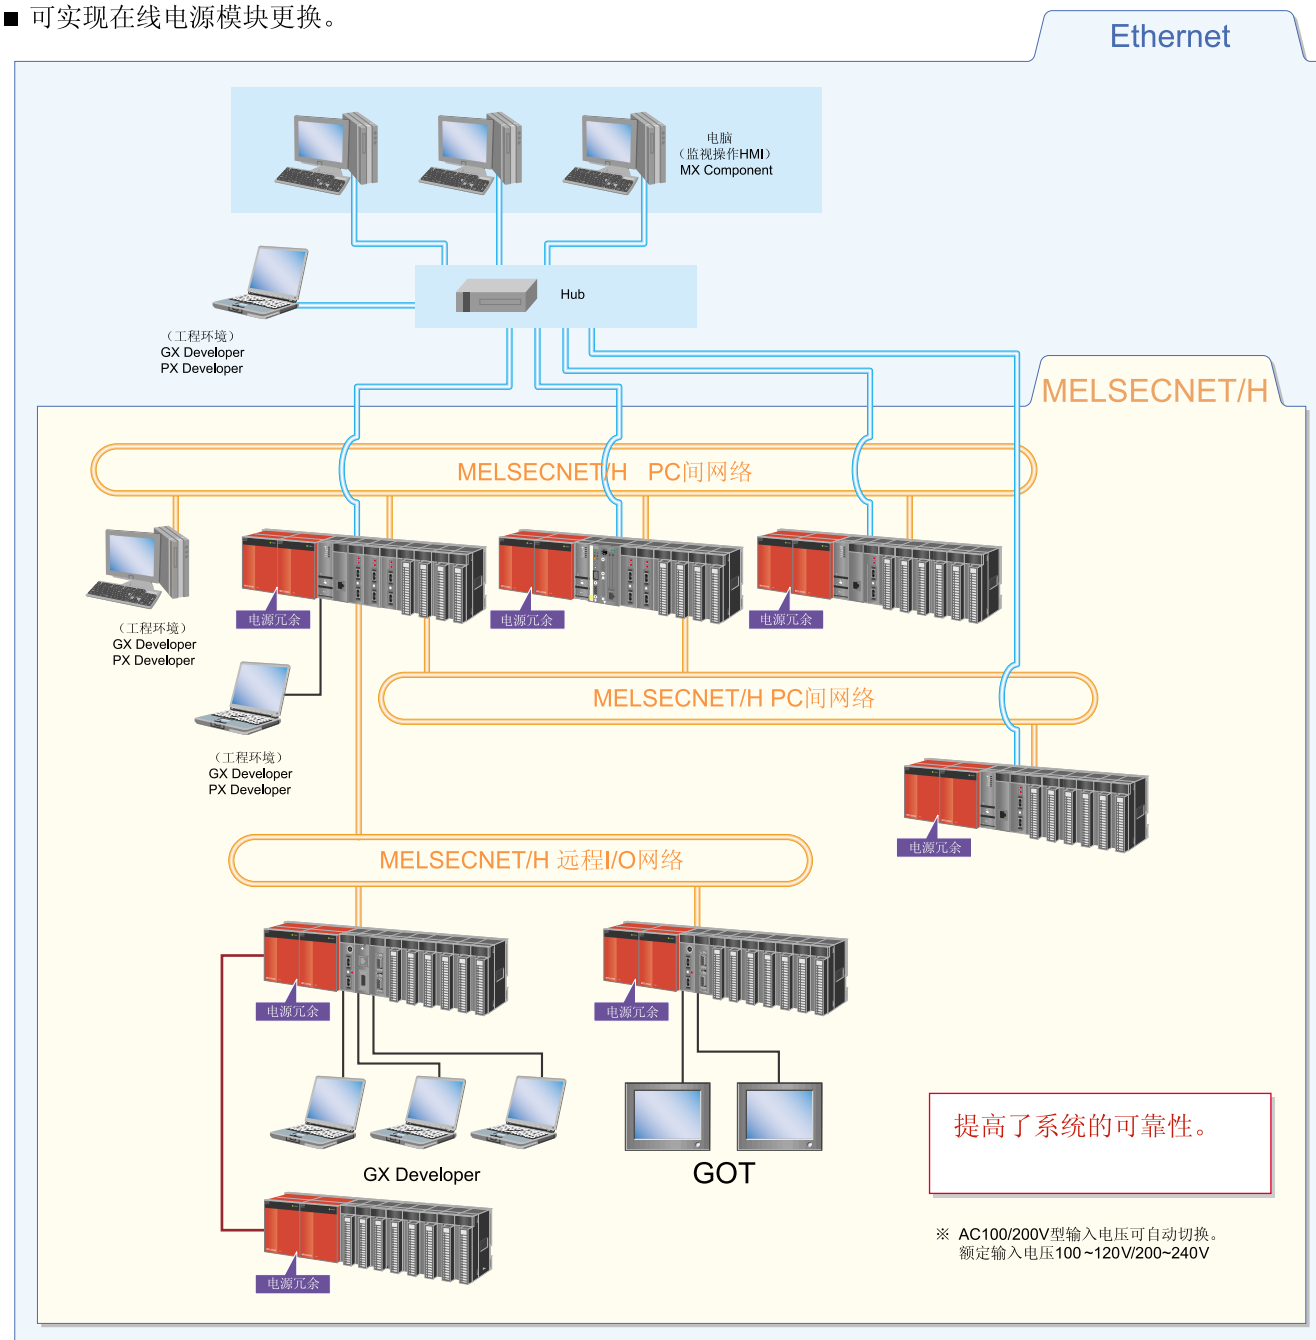 ■ 可实现在线电源模块更换。
Ethernet
电脑
（监视操作HMI）
MX Component
Hub
（工程环境）
GX Developer
PX Developer
MELSECNET/H
MELSECNET/H PC间网络
电源冗余
电源冗余
电源冗余
（工程环境）
GX Developer
PX Developer
MELSECNET/H PC间网络
（工程环境）
GX Developer
PX Developer
电源冗余
MELSECNET/H 远程I/O网络
电源冗余
电源冗余
GX Developer
GOT
提高了系统的可靠性。
※ AC100/200V型输入电压可自动切换。
额定输入电压100~120V/200~240V
电源冗余